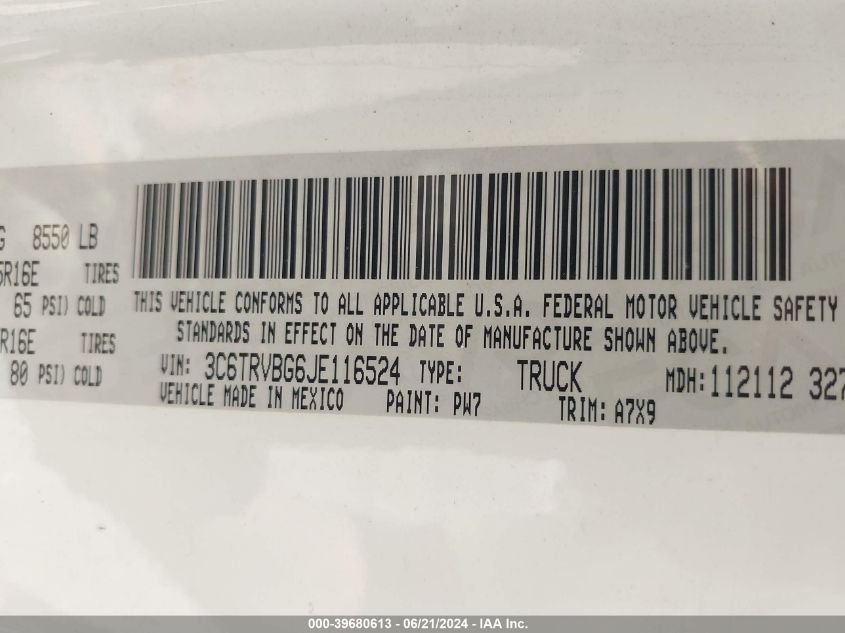 G 8550 LB
5R16E TIRES
65 PSI) COLD
R16E TIRES
80 PSI) COLD
THIS VEHICLE CONFORMS TO ALL APPLICABLE U.S.A. FEDERAL MOTOR VEHICLE SAFETY
STANDARDS IN EFFECT ON THE DATE OF MANUFACTURE SHOWN ABOVE.
VIN: 3C6TRVBG6JE116524 TYPE: TRUCK MDH: 112112 327
VEHICLE MADE IN MEXICO PAINT: PW7 TRIM: A7X9
000-39680613 - 06/21/2024 - IAA Inc.